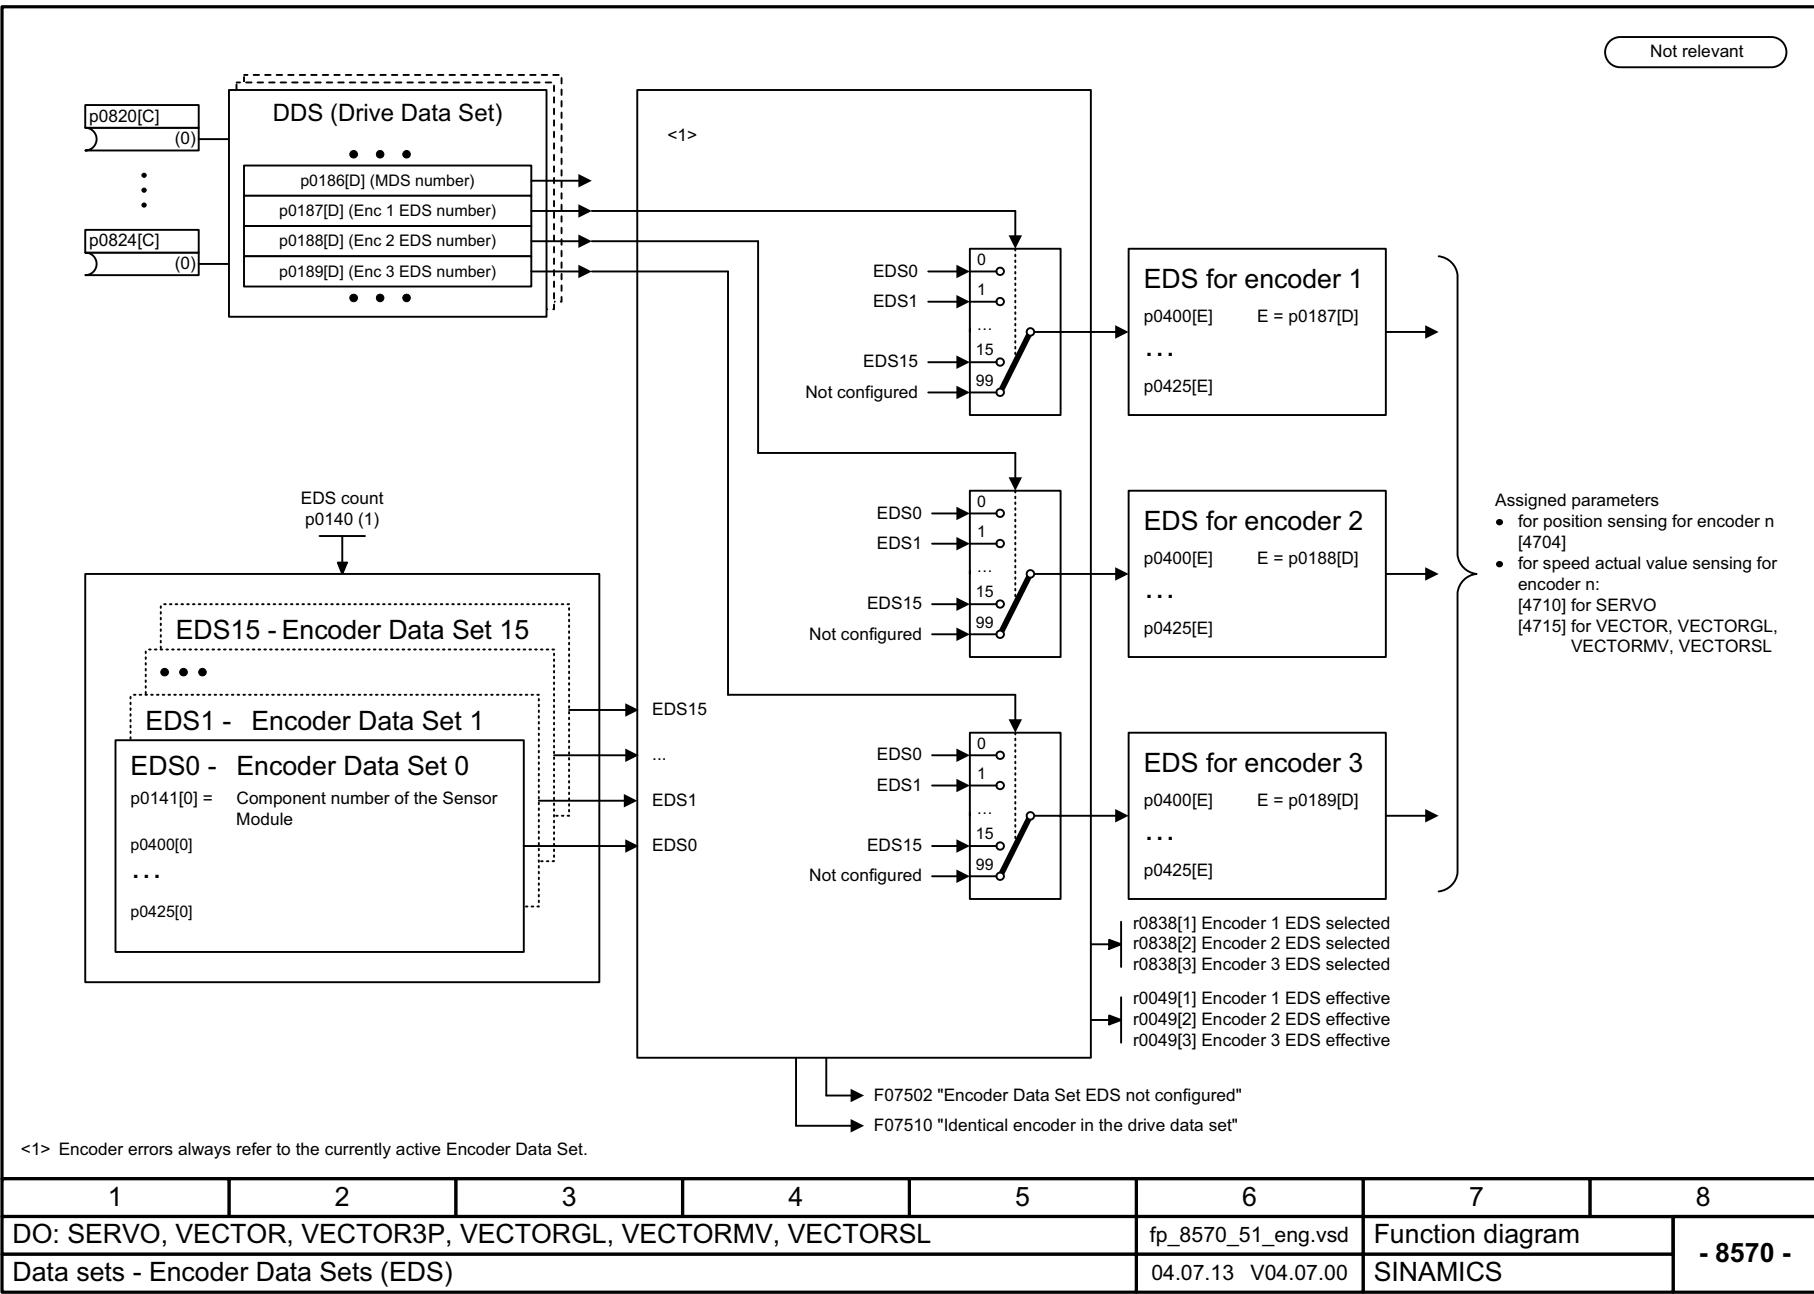 Not relevant
p0820[C]
(0)
p0824[C]
(0)
DDS (Drive Data Set)
p0186[D] (MDS number)
p0187[D] (Enc 1 EDS number)
p0188[D] (Enc 2 EDS number)
p0189[D] (Enc 3 EDS number)
<1>
EDS0
0
EDS1
1
...
EDS15
15
Not configured
99
EDS for encoder 1
p0400[E] E = p0187[D]
...
p0425[E]
EDS0
0
EDS1
1
...
EDS15
15
Not configured
99
EDS for encoder 2
p0400[E] E = p0188[D]
...
p0425[E]
EDS0
0
EDS1
1
...
EDS15
15
Not configured
99
EDS for encoder 3
p0400[E] E = p0189[D]
...
p0425[E]
Assigned parameters
• for position sensing for encoder n
[4704]
• for speed actual value sensing for
encoder n:
[4710] for SERVO
[4715] for VECTOR, VECTORGL,
VECTORMV, VECTORSL
EDS count
p0140 (1)
EDS15 - Encoder Data Set 15
EDS1 - Encoder Data Set 1
EDS0 - Encoder Data Set 0
p0141[0] = Component number of the Sensor
Module
p0400[0]
...
p0425[0]
EDS15
...
EDS1
EDS0
r0838[1] Encoder 1 EDS selected
r0838[2] Encoder 2 EDS selected
r0838[3] Encoder 3 EDS selected
r0049[1] Encoder 1 EDS effective
r0049[2] Encoder 2 EDS effective
r0049[3] Encoder 3 EDS effective
F07502 "Encoder Data Set EDS not configured"
F07510 "Identical encoder in the drive data set"
<1> Encoder errors always refer to the currently active Encoder Data Set.
1 2 3 4 5 6 7 8
DO: SERVO, VECTOR, VECTOR3P, VECTORGL, VECTORMV, VECTORSL
fp_8570_51_eng.vsd
Function diagram
- 8570 -
Data sets - Encoder Data Sets (EDS)
04.07.13 V04.07.00
SINAMICS